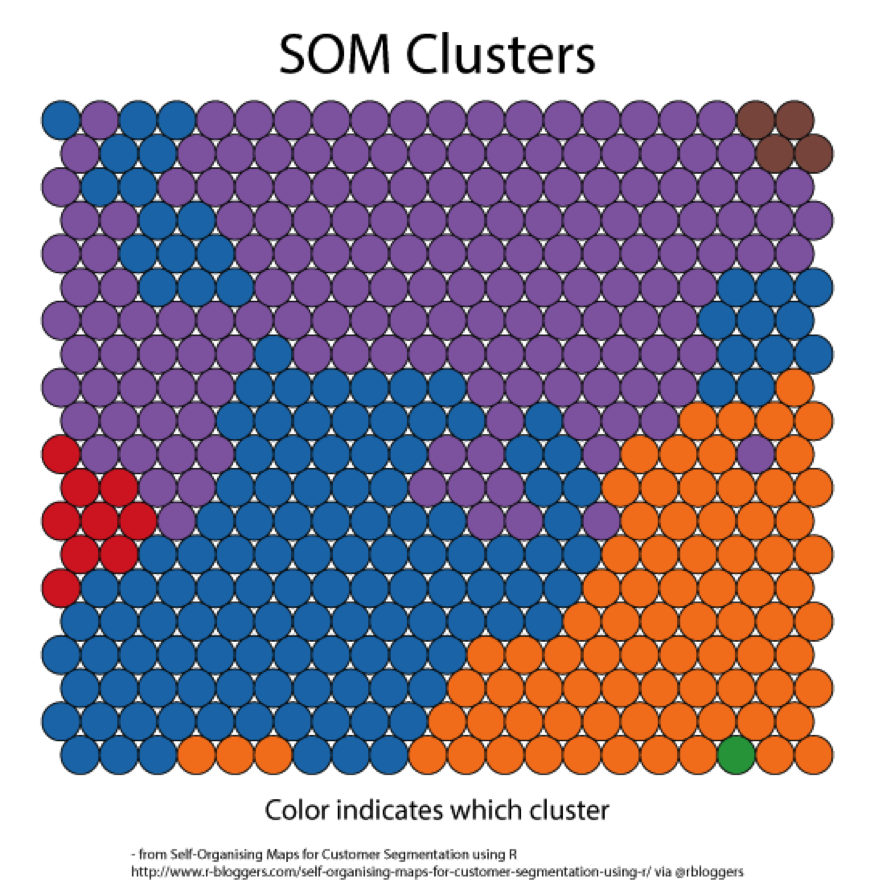 SOM Clusters
Color indicates which cluster
- from Self-Organising Maps for Customer Segmentation using R
http://www.r-bloggers.com/self-organising-maps-for-customer-segmentation-using-r/ via @rbloggers